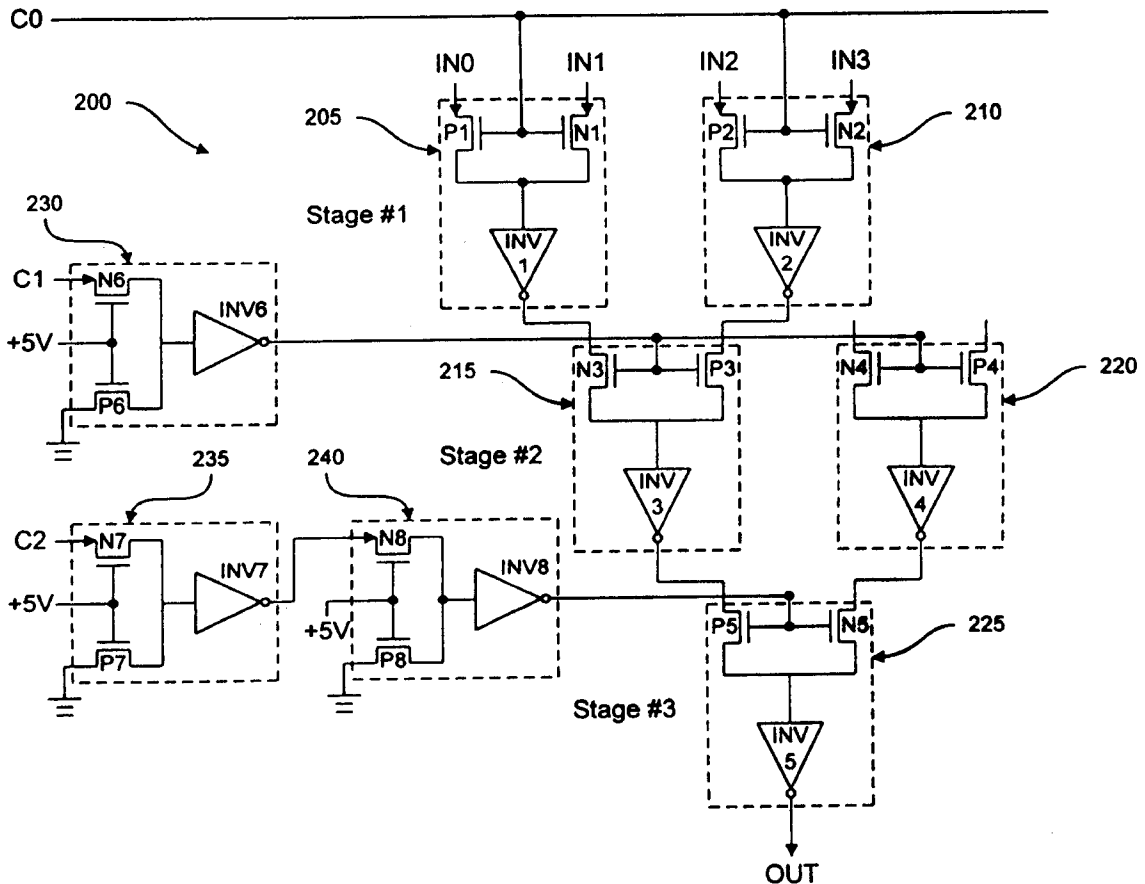 C0
IN0 IN1 IN2 IN3
200
205
P1 N1
P2 N2
210
230
Stage #1
INV
1
INV
2
C1
N6
INV6
+5V
P6
215
N3 P3
N4 P4
220
235
240
Stage #2
INV
3
INV
4
C2
N7
INV7
N8
INV8
+5V
+5V
P7
P8
P5 N5
225
Stage #3
INV
5
OUT